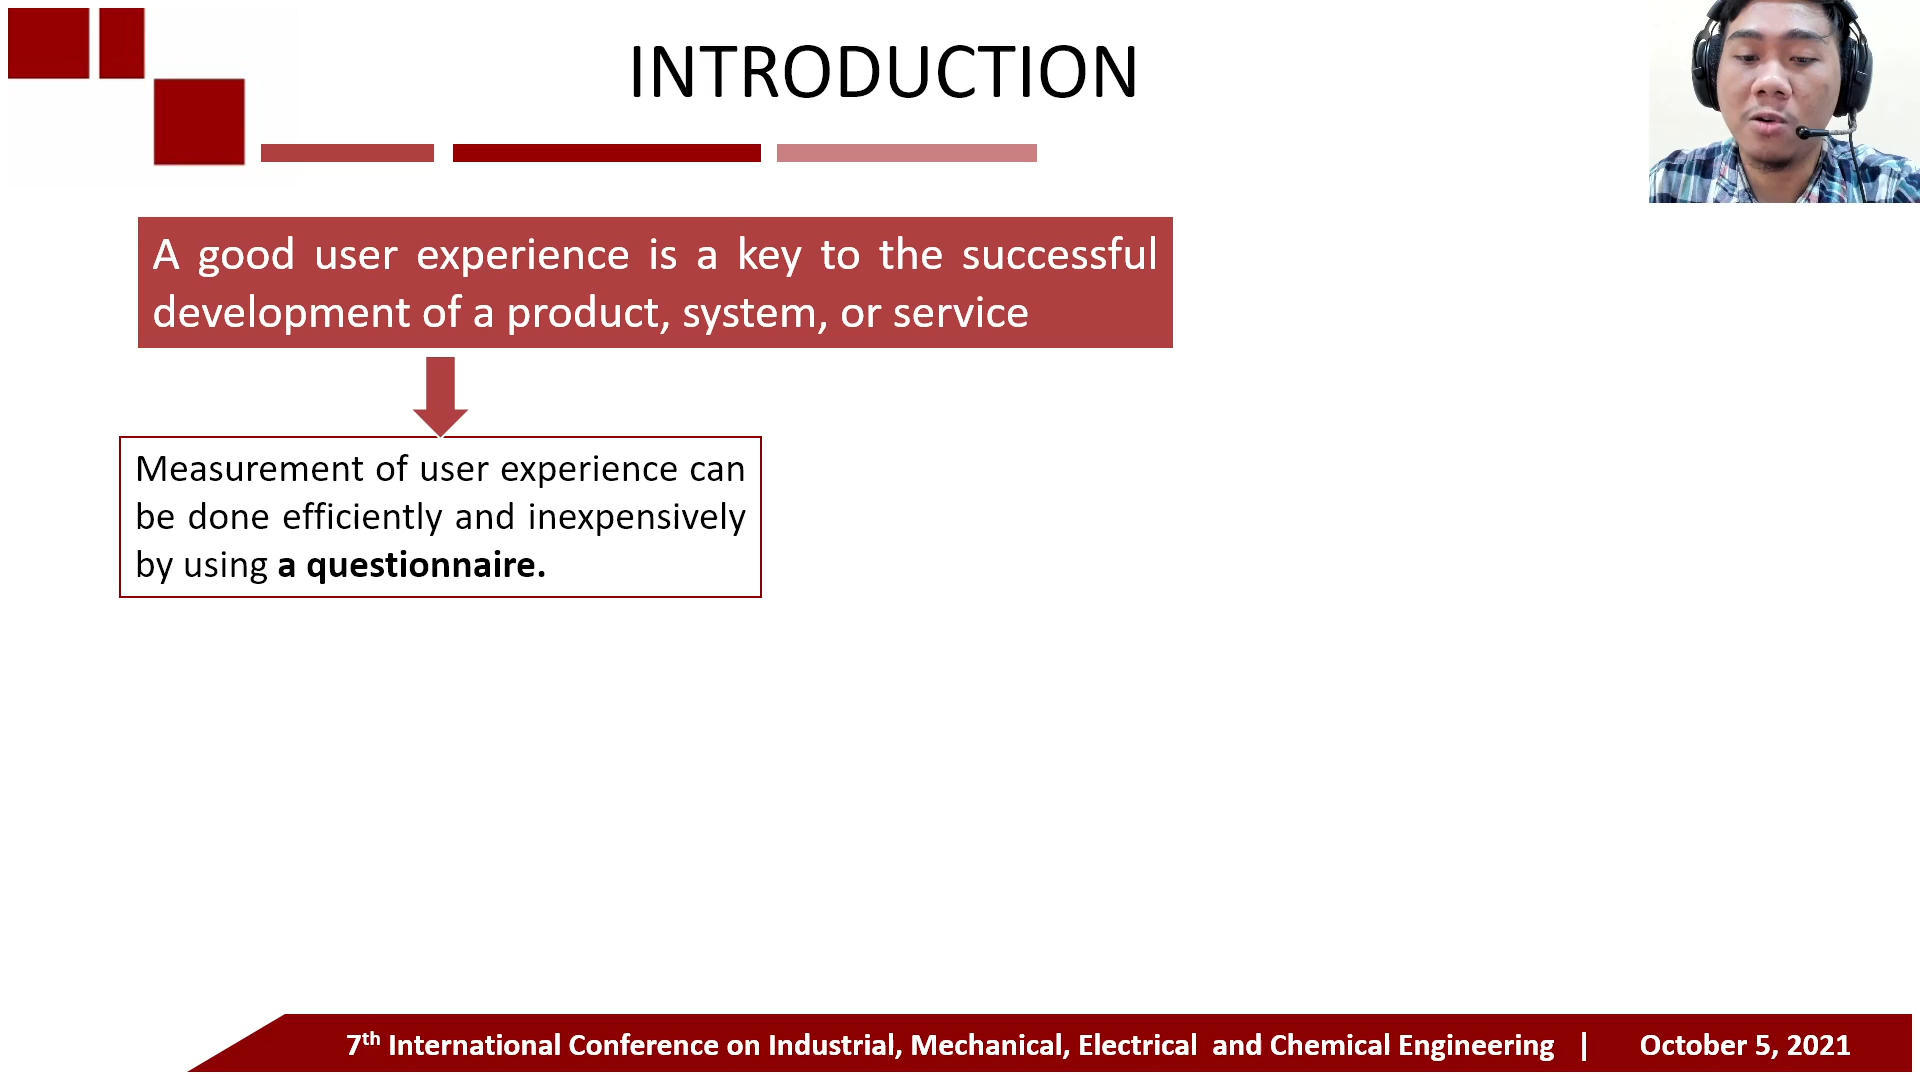 INTRODUCTION
A good user experience is a key to the successful
development of a product, system, or service
Measurement of user experience can
be done efficiently and inexpensively
by using a questionnaire.
7th International Conference on Industrial, Mechanical, Electrical and Chemical Engineering | October 5, 2021